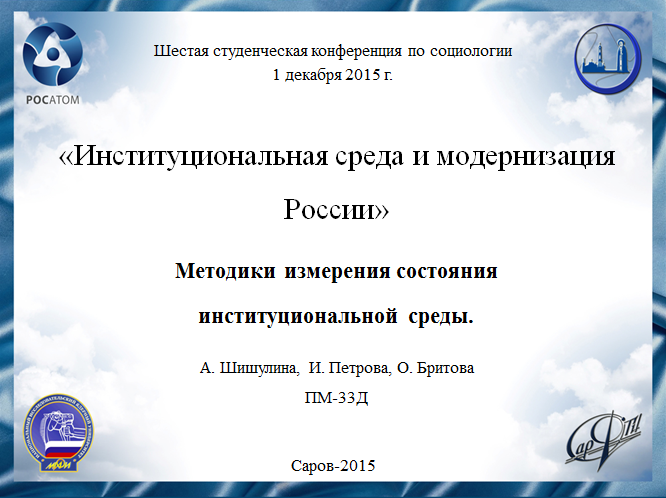 Шестая студенческая конференция по социологии
1 декабря 2015 г.
РОСАТОМ
«Институциональная среда и модернизация
России»
Методики измерения состояния
институциональной среды.
А. Шишулина, И. Петрова, О. Бритова
ПМ-33Д
МИФИ
СарФТИ
Саров-2015